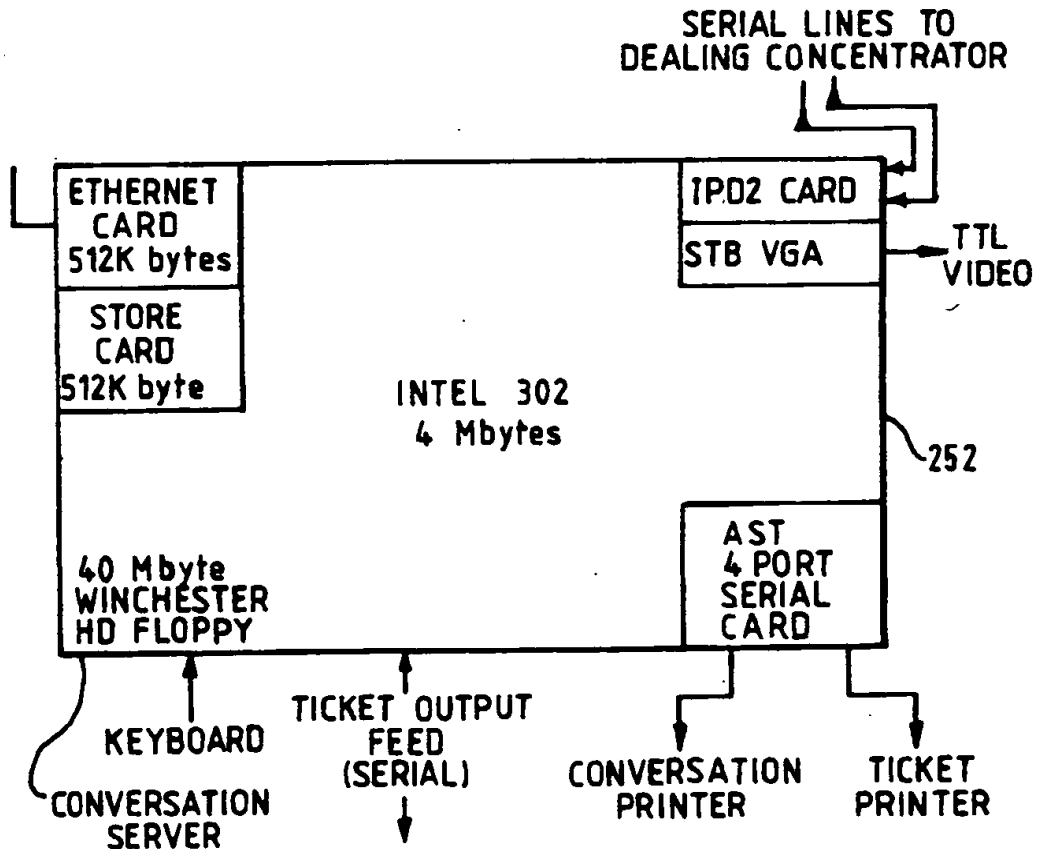 SERIAL LINES TO
DEALING CONCENTRATOR
ETHERNET
CARD
512K bytes
STORE
CARD
512K byte
IPD2 CARD
STB VGA
TTL
VIDEO
INTEL 302
4 Mbytes
252
AST
4 PORT
SERIAL
CARD
40 Mbyte
WINCHESTER
HD FLOPPY
KEYBOARD
TICKET OUTPUT
FEED
(SERIAL)
CONVERSATION
PRINTER
TICKET
PRINTER
CONVERSATION
SERVER